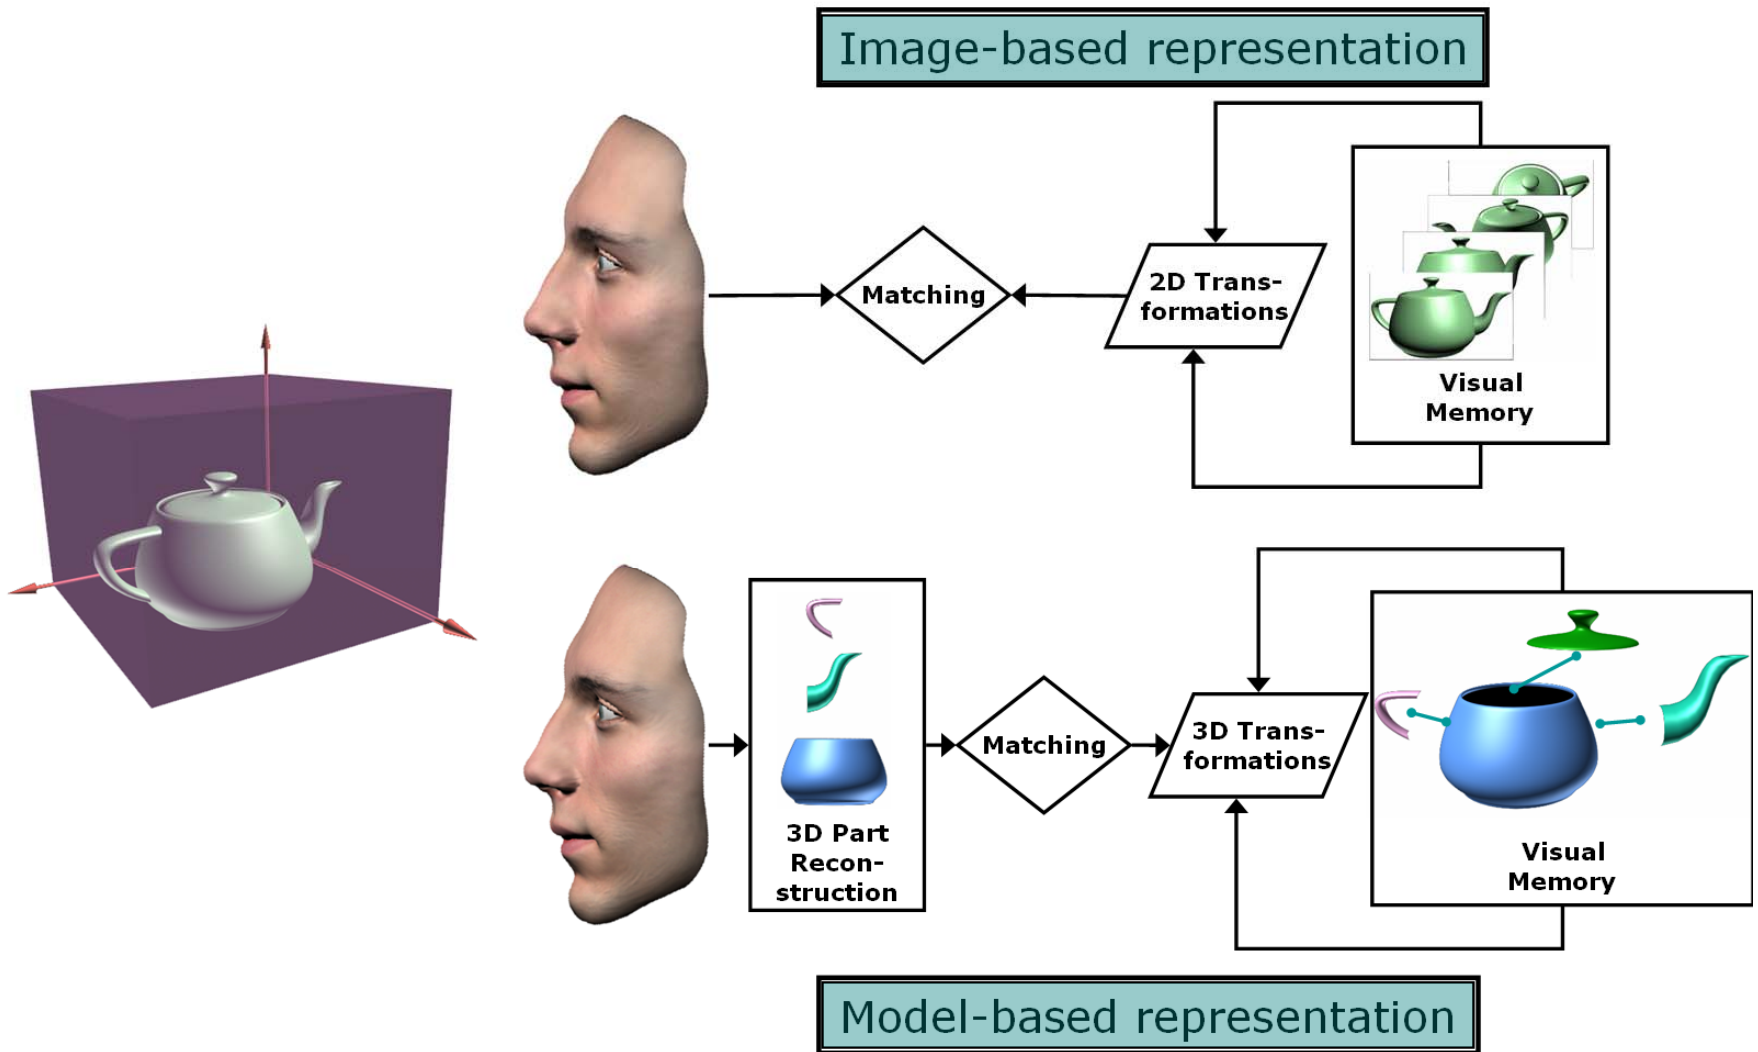 Image-based representation
Matching
2D Trans-
formations
Visual
Memory
3D Part
Recon-
struction
Matching
3D Trans-
formations
Visual
Memory
Model-based representation